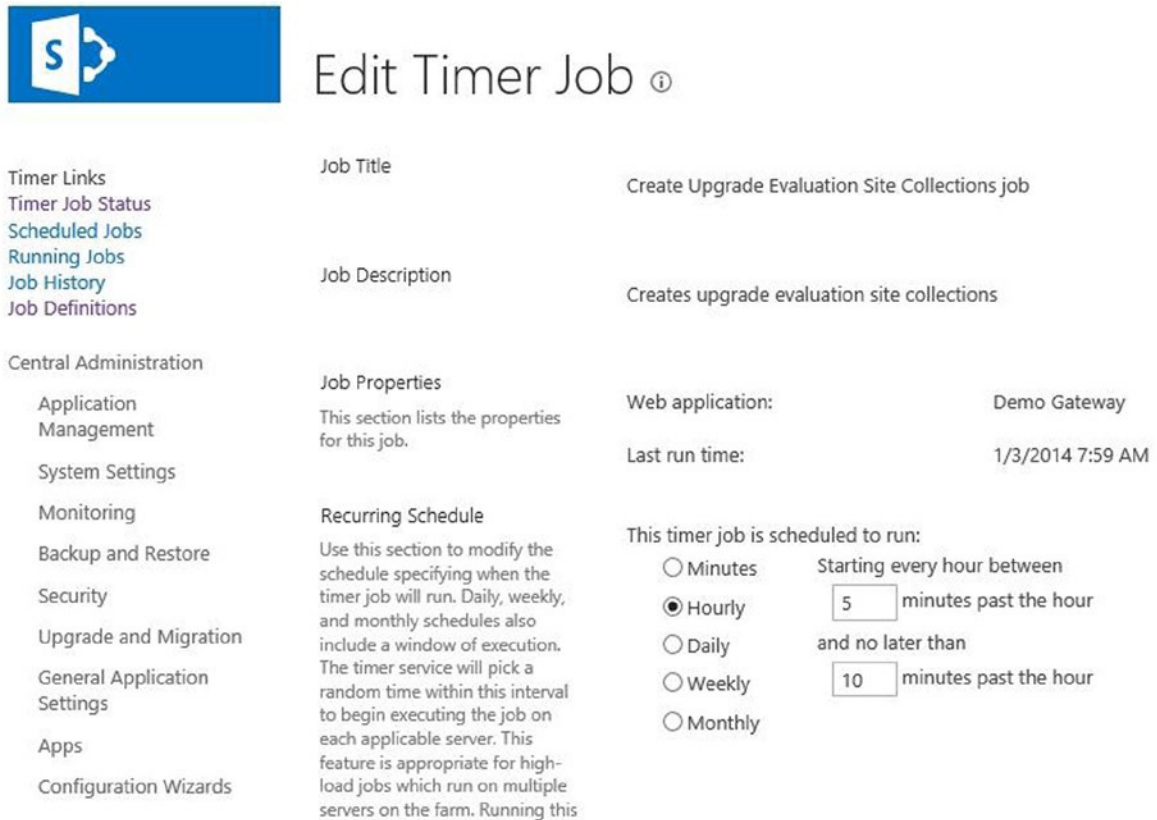 S
Edit Timer Job
Timer Links
Timer Job Status
Scheduled Jobs
Running Jobs
Job History
Job Definitions
Central Administration
Application
Management
System Settings
Monitoring
Backup and Restore
Security
Upgrade and Migration
General Application
Settings
Apps
Configuration Wizards
Job Title
Create Upgrade Evaluation Site Collections job
Job Description
Creates upgrade evaluation site collections
Job Properties
This section lists the properties
for this job.
Web application:
Demo Gateway
Last run time:
1/3/2014 7:59 AM
Recurring Schedule
Use this section to modify the
schedule specifying when the
timer job will run. Daily, weekly,
and monthly schedules also
include a window of execution.
The timer service will pick a
random time within this interval
to begin executing the job on
each applicable server. This
feature is appropriate for high-
load jobs which run on multiple
servers on the farm. Running this
This timer job is scheduled to run:
Minutes
Hourly
Daily
Weekly
Monthly
Starting every hour between
5 minutes past the hour
and no later than
10 minutes past the hour